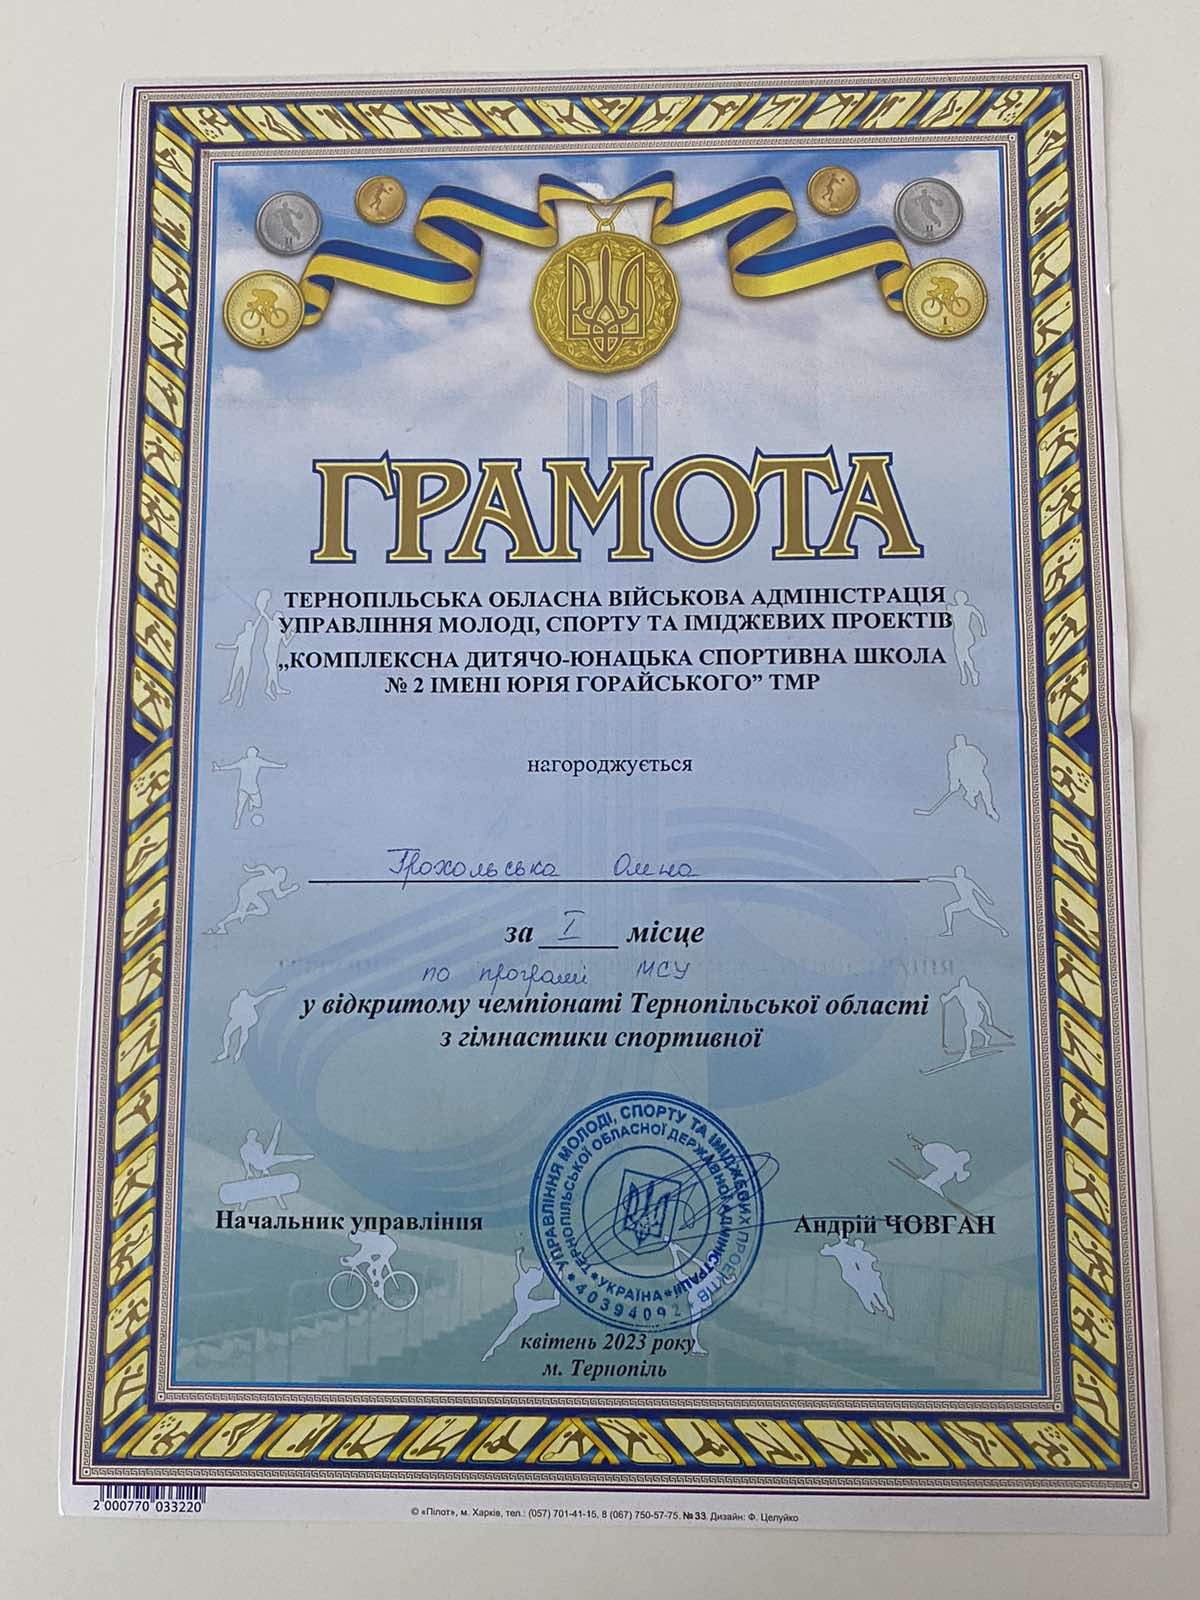 ГРАМОТА
ТЕРНОПІЛЬСЬКА ОБЛАСНА ВІЙСЬКОВА АДМІНІСТРАЦІЯ
УПРАВЛІННЯ МОЛОДІ, СПОРТУ ТА ІМІДЖЕВИХ ПРОЕКТІВ
„КОМПЛЕКСНА ДИТЯЧО-ЮНАЦЬКА СПОРТИВНА ШКОЛА
№ 2 ІМЕНІ ЮРІЯ ГОРАЙСЬКОГО” ТМР
нагороджується
Грохольська
за I місце
по програмі МСУ
у відкритому чемпіонаті Тернопільської області
з гімнастики спортивної
УПРАВЛІННЯ МОЛОДІ, СПОРТУ ТА ІМІДЖЕВИХ ПРОЕКТІВ
ТЕРНОПІЛЬСЬКОЇ ОБЛАСНОЇ ДЕРЖАВНОЇ АДМІНІСТРАЦІЇ
* УКРАЇНА *
* 40394092 *
Начальник управління Андрій ЧОВГАН
квітень 2023 року
м. Тернопіль
2 000770 033220
© «Пілот», м. Харків, тел.: (057) 701-41-15, 8 (067) 750-57-75. № 33. Дизайн: Ф. Целуйко